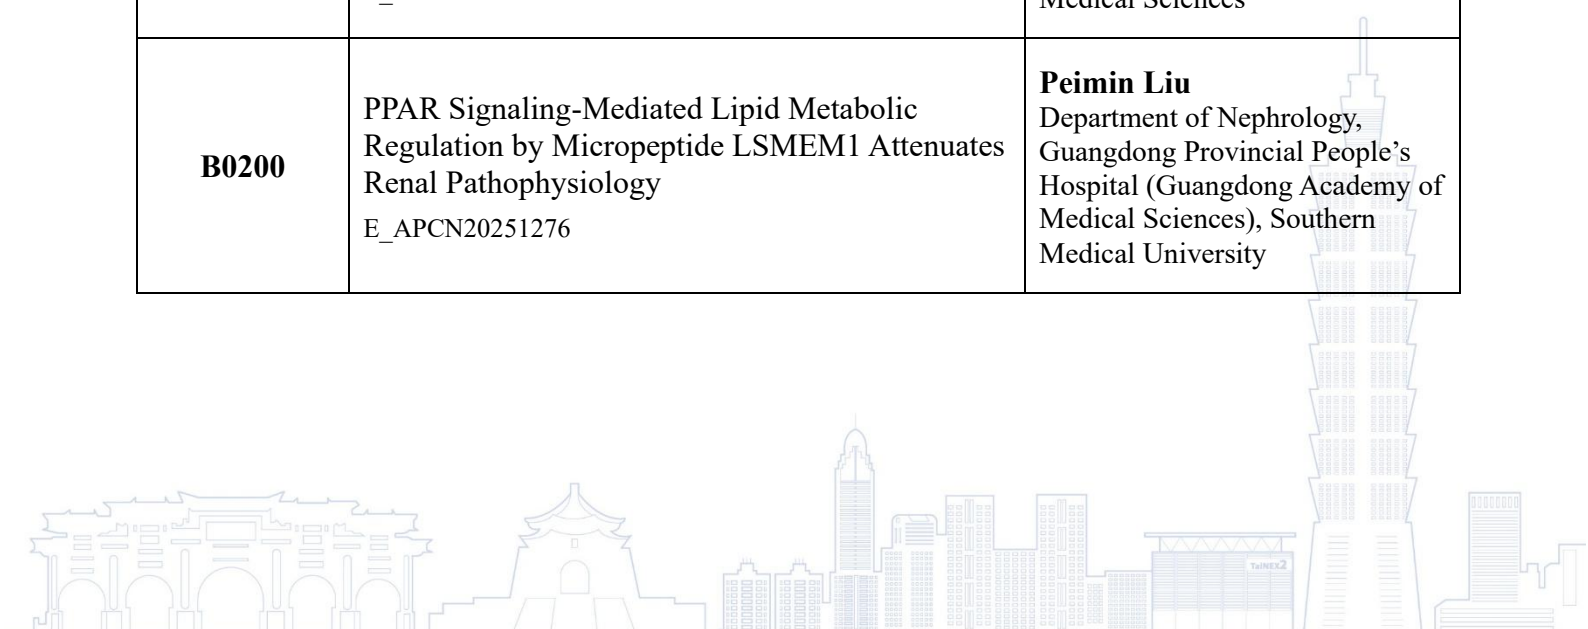 Medical Sciences
B0200
PPAR Signaling-Mediated Lipid Metabolic
Regulation by Micropeptide LSMEM1 Attenuates
Renal Pathophysiology
E_APCN20251276
Peimin Liu
Department of Nephrology,
Guangdong Provincial People’s
Hospital (Guangdong Academy of
Medical Sciences), Southern
Medical University
TaiNEX2